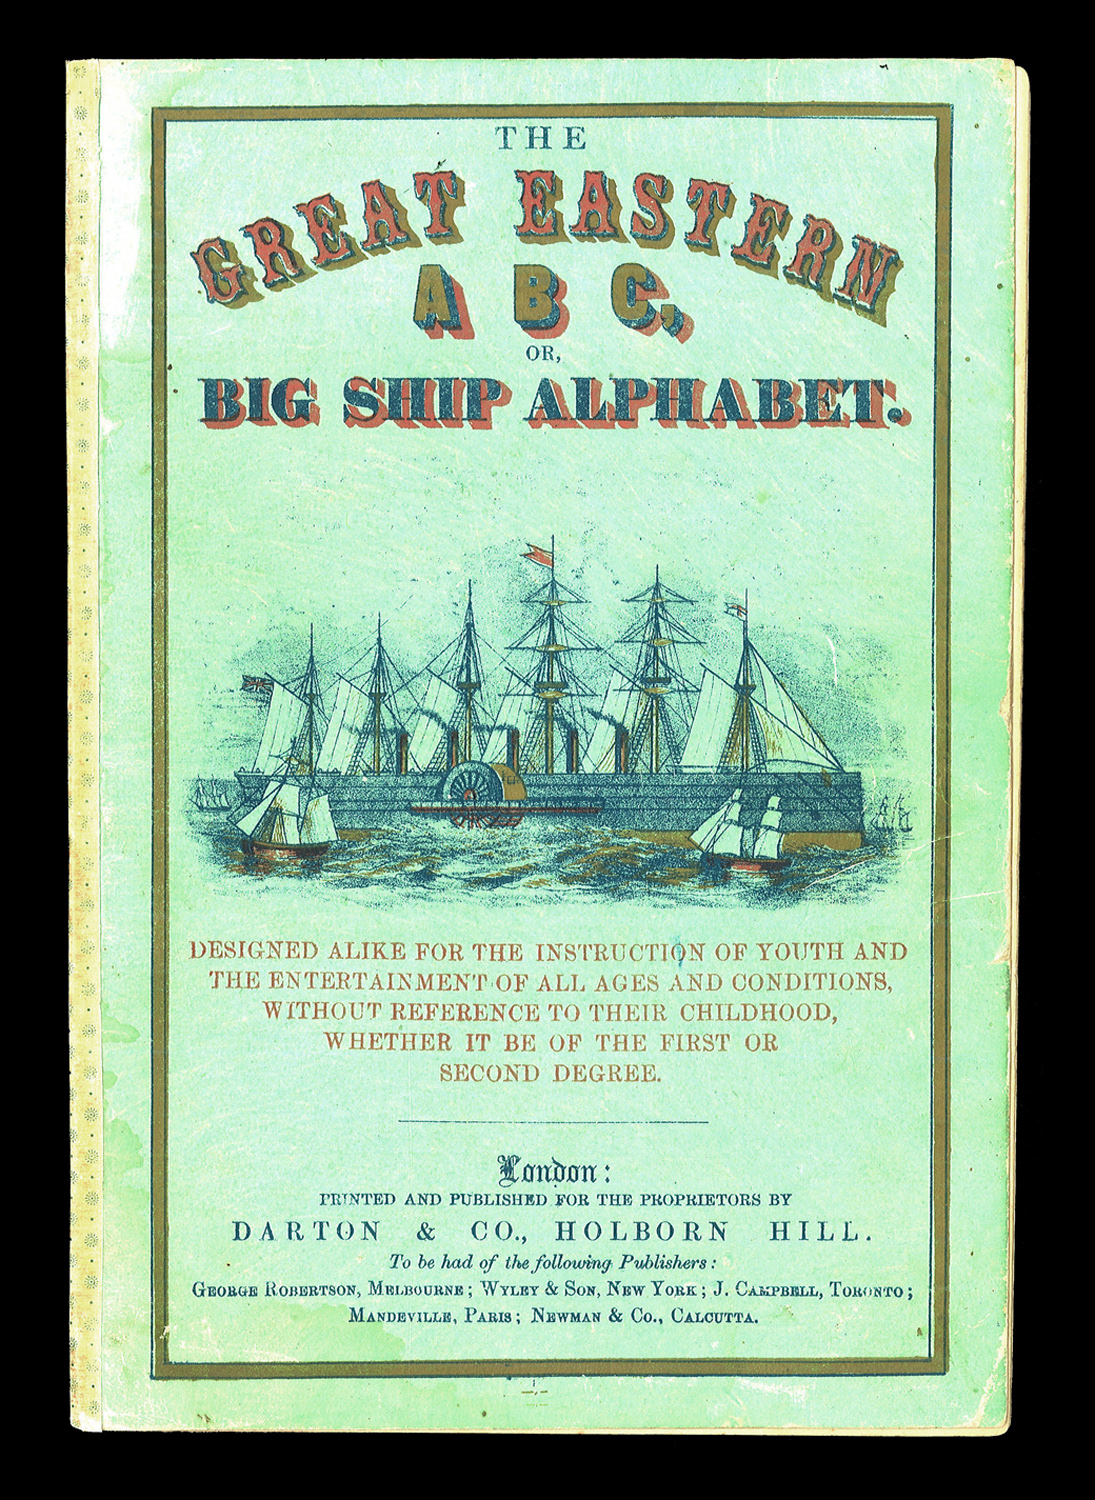 THE
GREAT EASTERN
A B C,
OR,
BIG SHIP ALPHABET.
DESIGNED ALIKE FOR THE INSTRUCTION OF YOUTH AND
THE ENTERTAINMENT OF ALL AGES AND CONDITIONS,
WITHOUT REFERENCE TO THEIR CHILDHOOD,
WHETHER IT BE OF THE FIRST OR
SECOND DEGREE.
London:
PRINTED AND PUBLISHED FOR THE PROPRIETORS BY
DARTON & CO., HOLBORN HILL.
To be had of the following Publishers:
GEORGE ROBERTSON, MELBOURNE; WYLEY & SON, NEW YORK; J. CAMPBELL, TORONTO;
MANDEVILLE, PARIS; NEWMAN & CO., CALCUTTA.